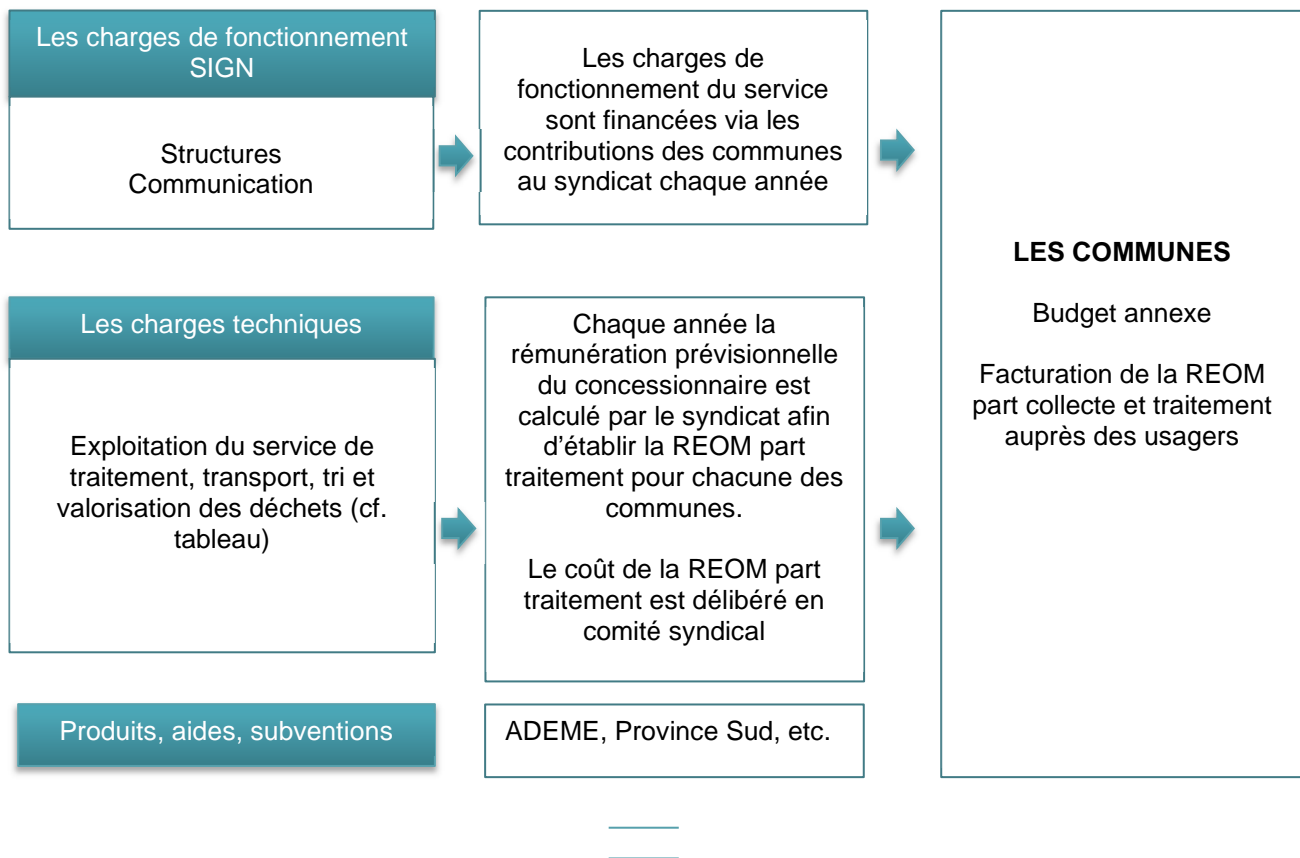 Les charges de fonctionnement
SIGN
Structures
Communication
Les charges de
fonctionnement du service
sont financées via les
contributions des communes
au syndicat chaque année
Les charges techniques
Exploitation du service de
traitement, transport, tri et
valorisation des déchets (cf.
tableau)
Chaque année la
rémunération prévisionnelle
du concessionnaire est
calculé par le syndicat afin
d’établir la REOM part
traitement pour chacune des
communes.
Le coût de la REOM part
traitement est délibéré en
comité syndical
Produits, aides, subventions
ADEME, Province Sud, etc.
LES COMMUNES
Budget annexe
Facturation de la REOM
part collecte et traitement
auprès des usagers